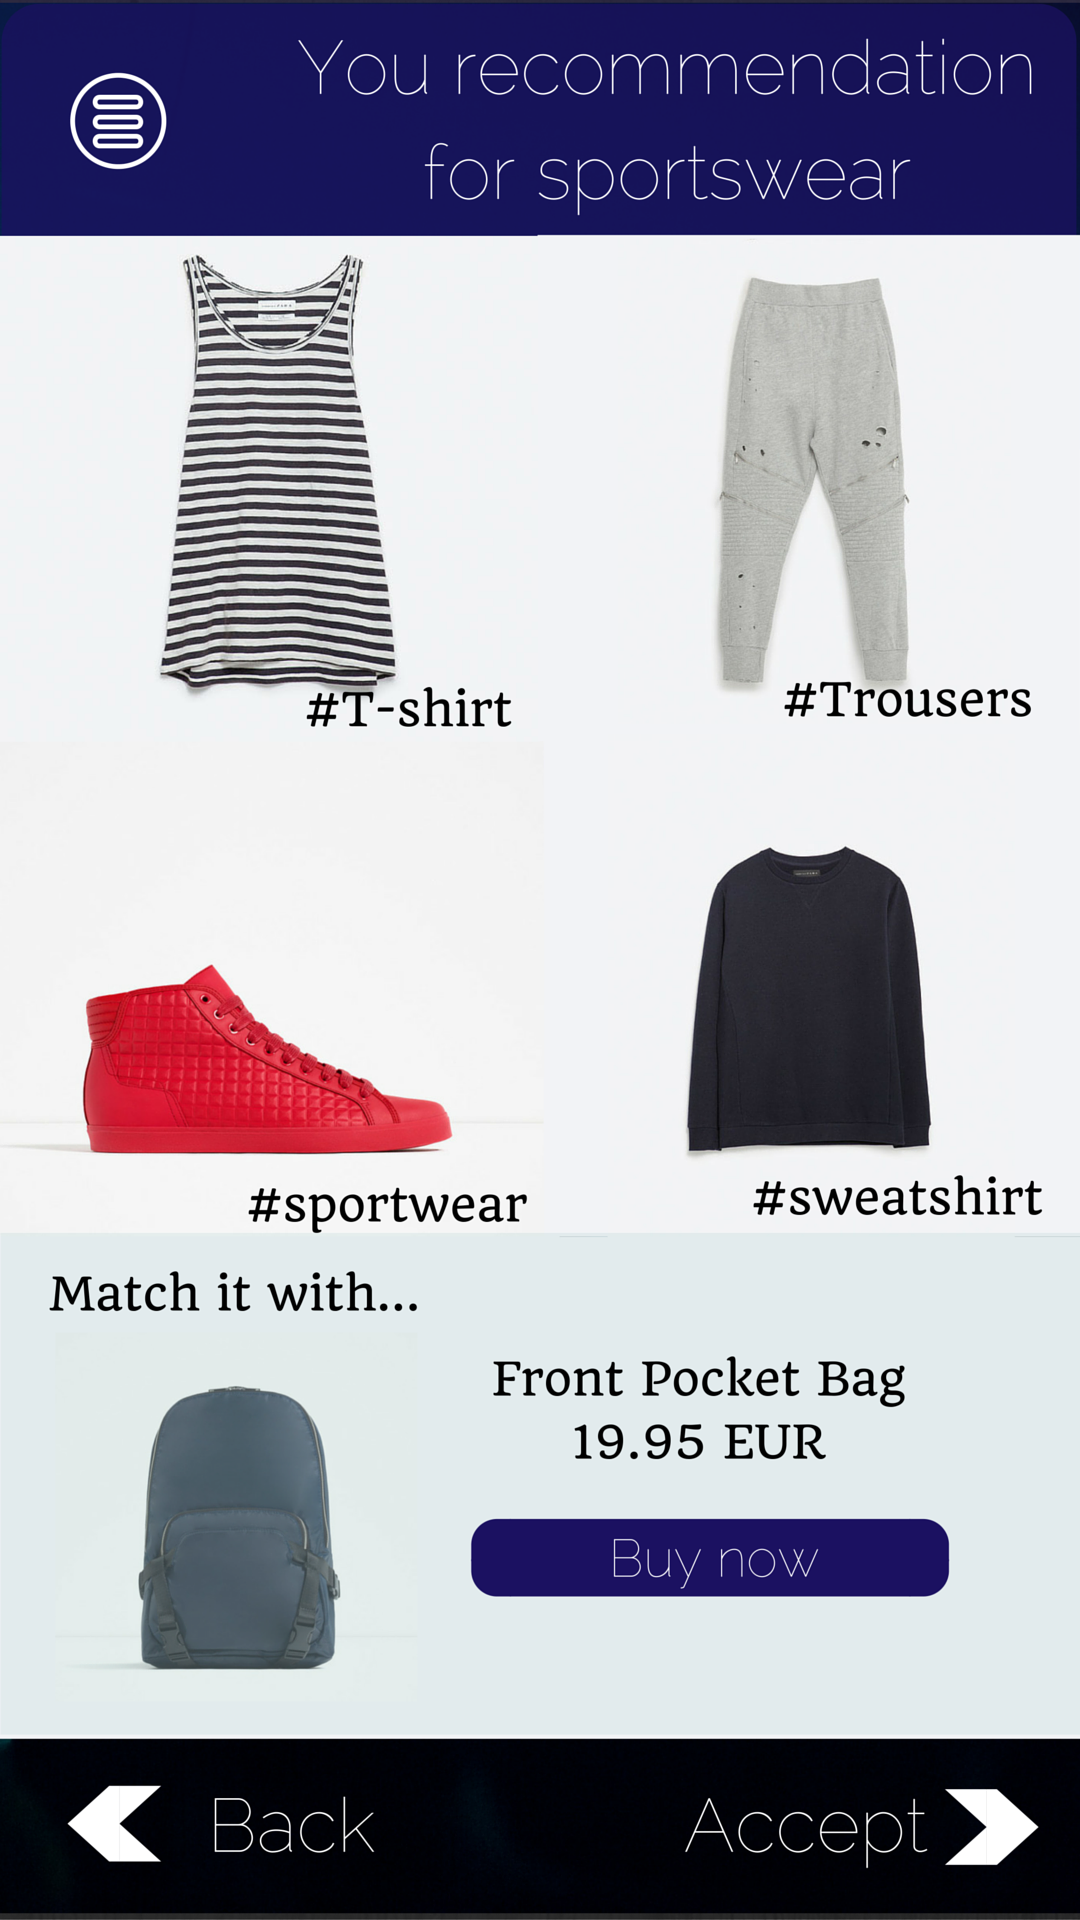 You recommendation
for sportswear
#T-shirt
#Trousers
#sportwear
#sweatshirt
Match it with...
Front Pocket Bag
19.95 EUR
Buy now
Back
Accept